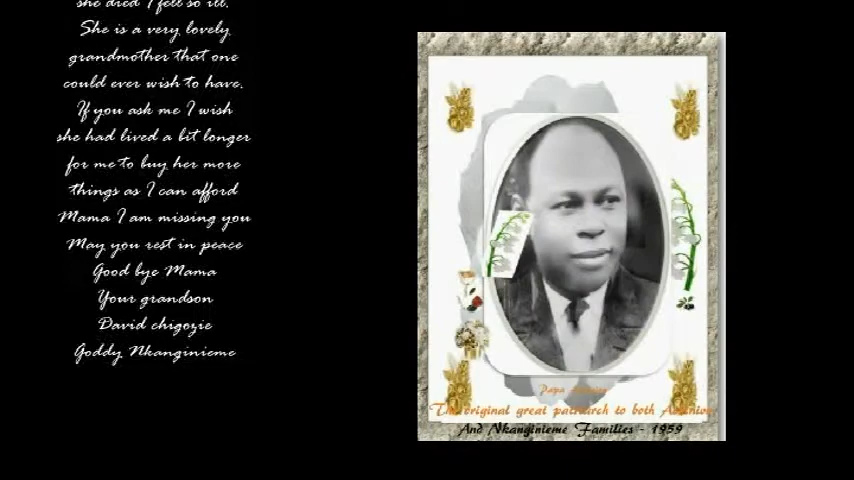 she died I fell so ill.
She is a very lovely
grandmother that one
could ever wish to have.
If you ask me I wish
she had lived a bit longer
for me to buy her more
things as I can afford
Mama I am missing you
May you rest in peace
Good bye Mama
Your grandson
David chigozie
Goddy Nkanginieme
Papa
The original great patriarch to both
And Nkanginieme Families - 1959